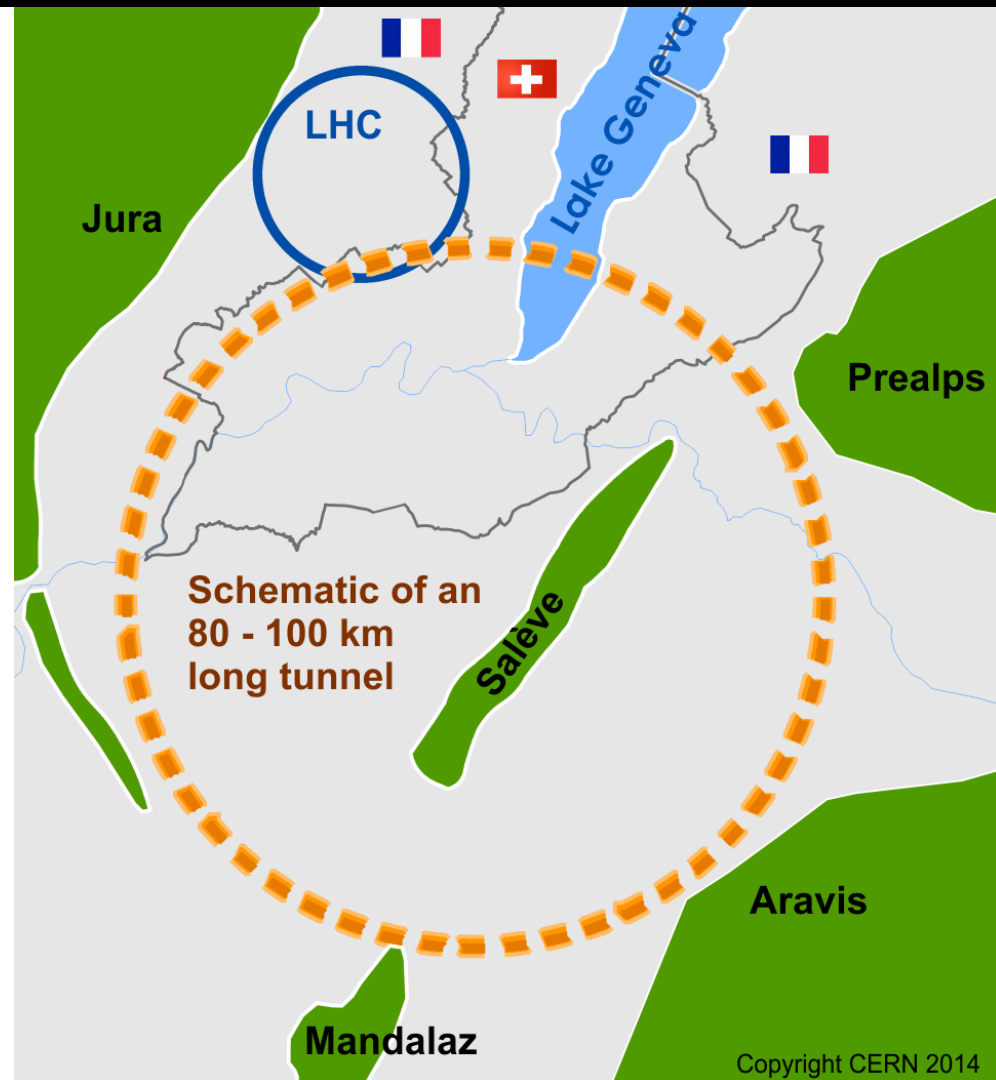 LHC
Lake Geneva
Jura
Prealps
Schematic of an
80 - 100 km
long tunnel
Salève
Aravis
Mandalaz
Copyright CERN 2014